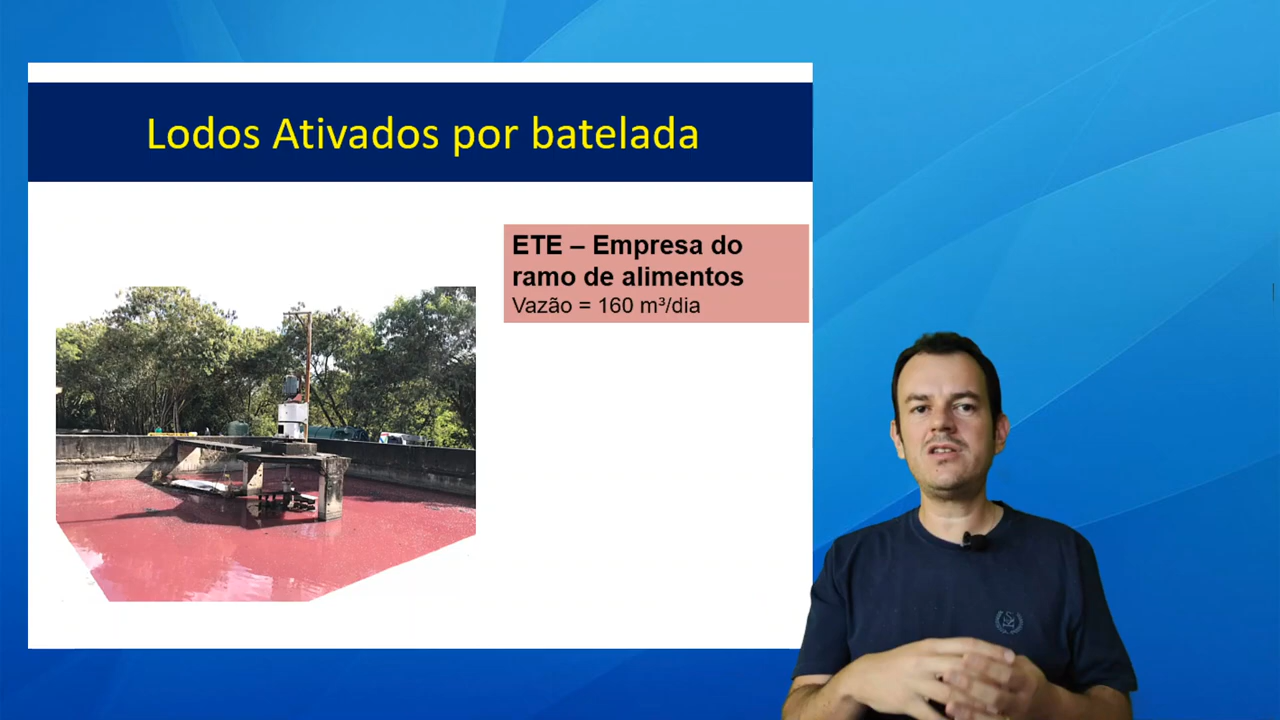 Lodos Ativados por batelada
ETE – Empresa do
ramo de alimentos
Vazão = 160 m³/dia